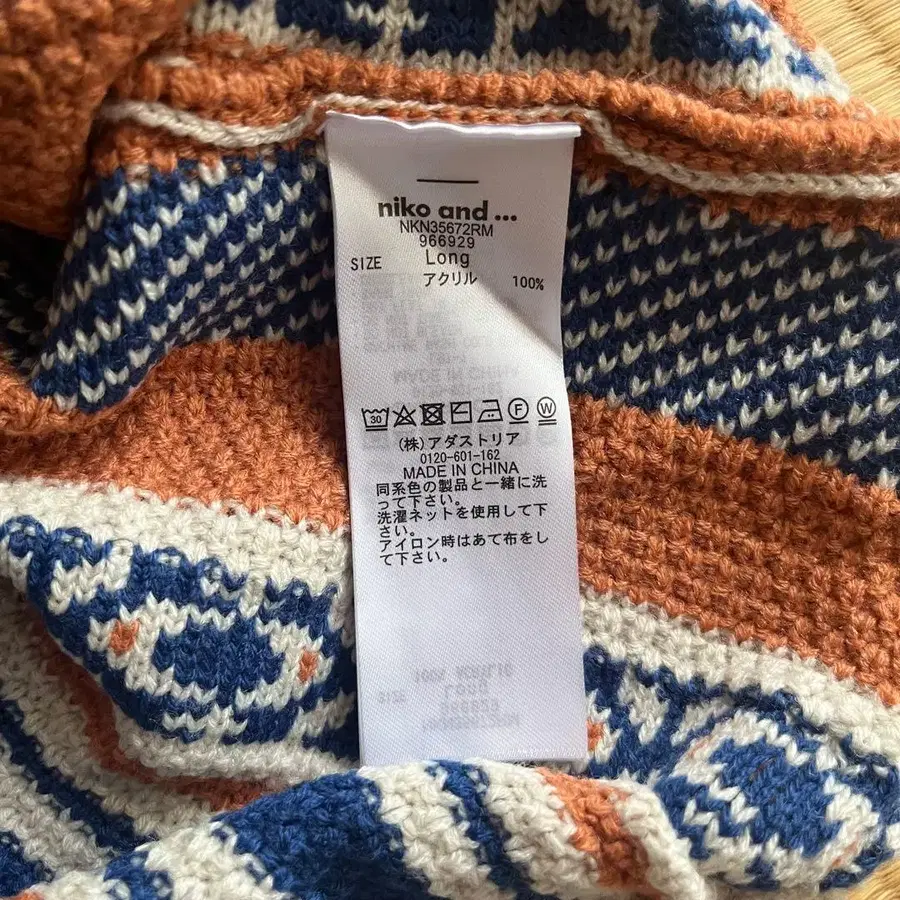 niko and ...
NKN35672RM
966929
SIZE Long
アクリル 100%
30 F W
(株)アダストリア
0120-601-162
MADE IN CHINA
同系色の製品と一緒に洗
って下さい。
洗濯ネットを使用して下
さい。
アイロン時はあて布をし
て下さい。